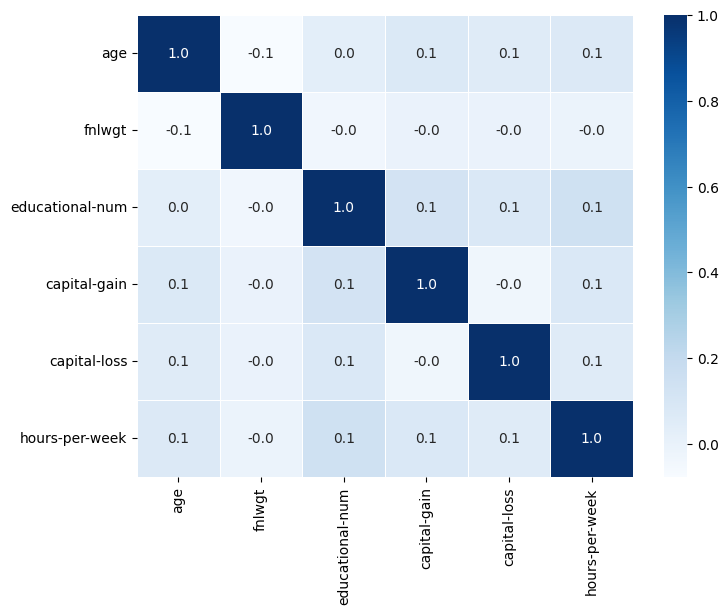 age 1.0 -0.1 0.0 0.1 0.1 0.1
fnlwgt -0.1 1.0 -0.0 -0.0 -0.0 -0.0
educational-num 0.0 -0.0 1.0 0.1 0.1 0.1
capital-gain 0.1 -0.0 0.1 1.0 -0.0 0.1
capital-loss 0.1 -0.0 0.1 -0.0 1.0 0.1
hours-per-week 0.1 -0.0 0.1 0.1 0.1 1.0
age
fnlwgt
educational-num
capital-gain
capital-loss
hours-per-week
1.0
0.8
0.6
0.4
0.2
0.0